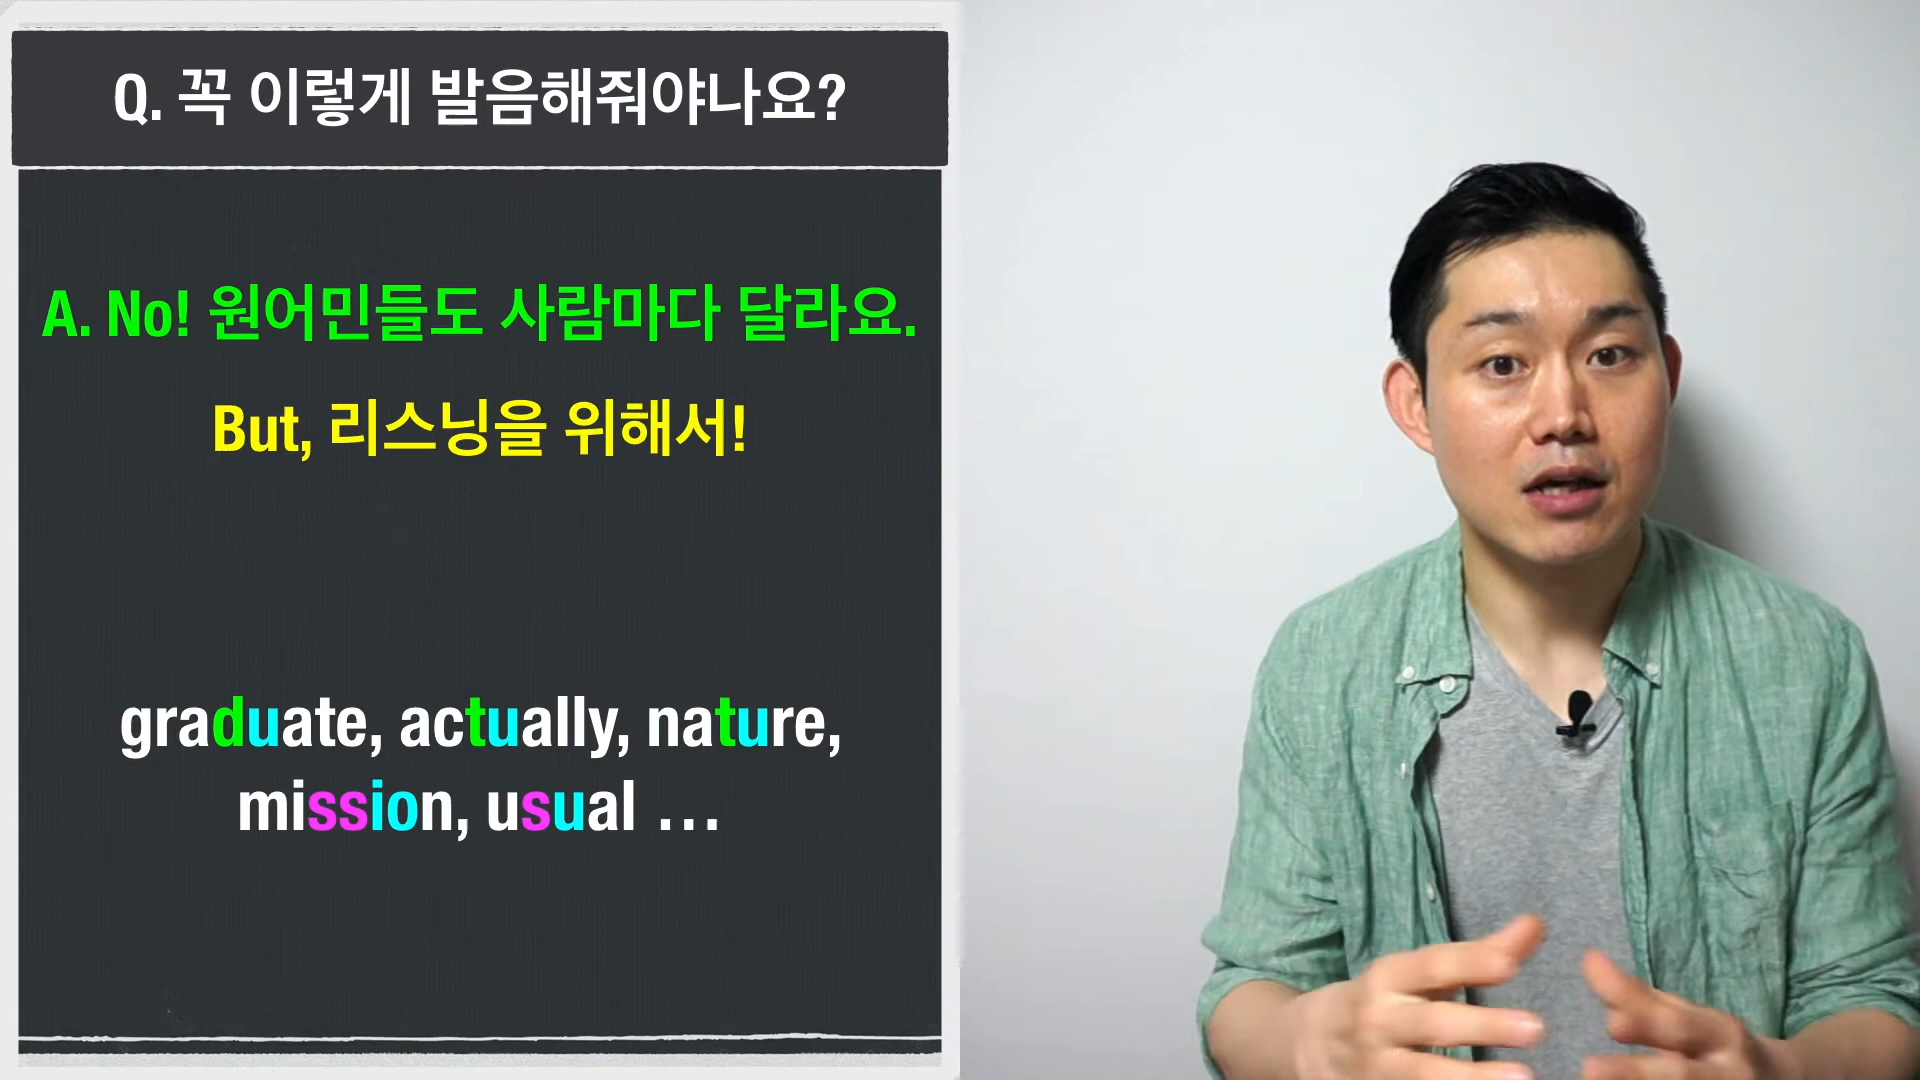 Q. 꼭 이렇게 발음해줘야나요?
A. No! 원어민들도 사람마다 달라요.
But, 리스닝을 위해서!
graduate, actually, nature,
mission, usual ...